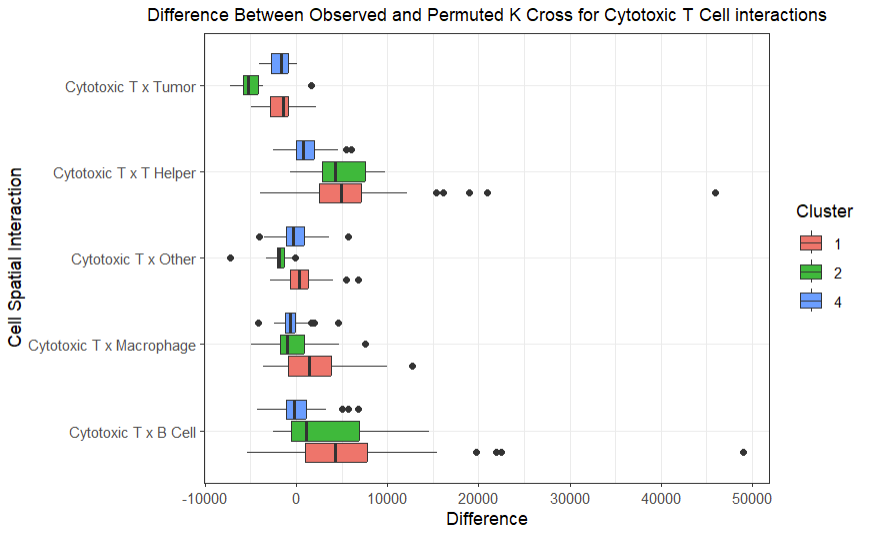 Difference Between Observed and Permuted K Cross for Cytotoxic T Cell interactions
Cell Spatial Interaction
Cytotoxic T x Tumor
Cytotoxic T x T Helper
Cytotoxic T x Other
Cytotoxic T x Macrophage
Cytotoxic T x B Cell
-10000 0 10000 20000 30000 40000 50000
Difference
Cluster
1
2
4